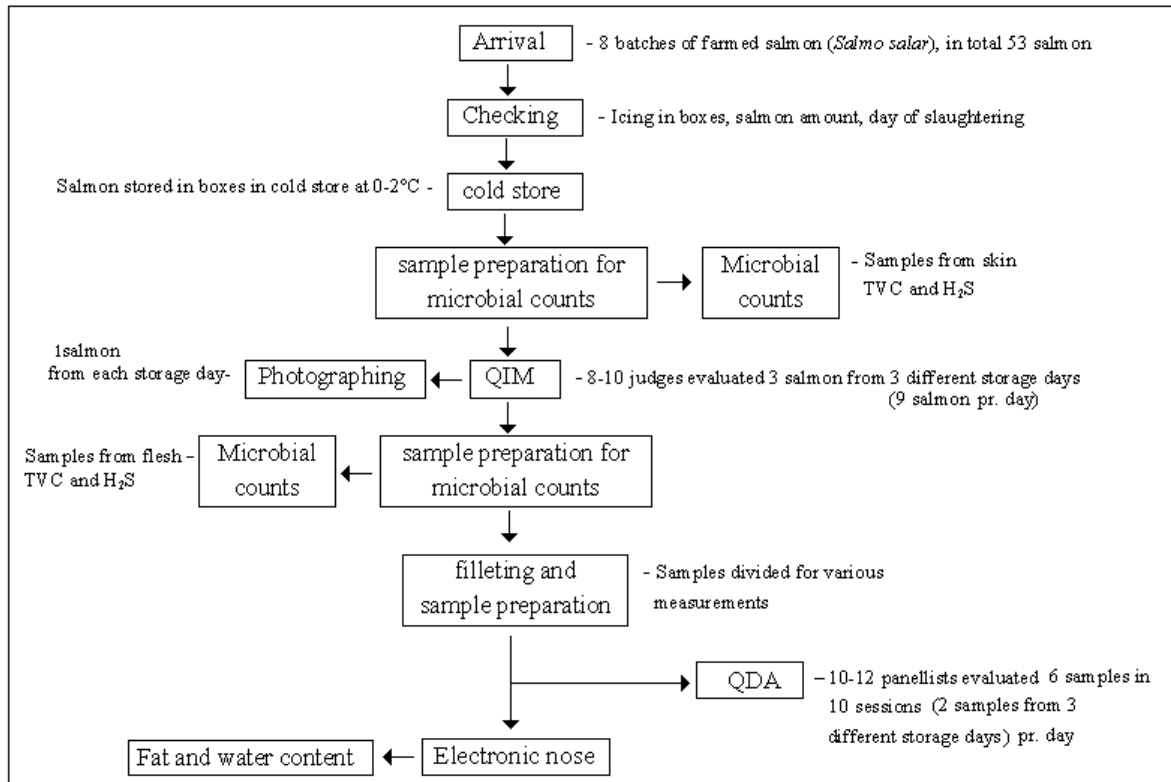 Arrival - 8 batches of farmed salmon (Salmo salar), in total 53 salmon
Checking - Icing in boxes, salmon amount, day of slaughtering
Salmon stored in boxes in cold store at 0-2°C - cold store
sample preparation for
microbial counts
Microbial
counts
- Samples from skin
TVC and H₂S
1salmon
from each storage day-
Photographing
QIM
- 8-10 judges evaluated 3 salmon from 3 different storage days
(9 salmon pr. day)
Samples from flesh –
TVC and H₂S
Microbial
counts
sample preparation for
microbial counts
filleting and
sample preparation
- Samples divided for various
measurements
QDA
– 10-12 panellists evaluated 6 samples in
10 sessions (2 samples from 3
different storage days) pr. day
Fat and water content
Electronic nose